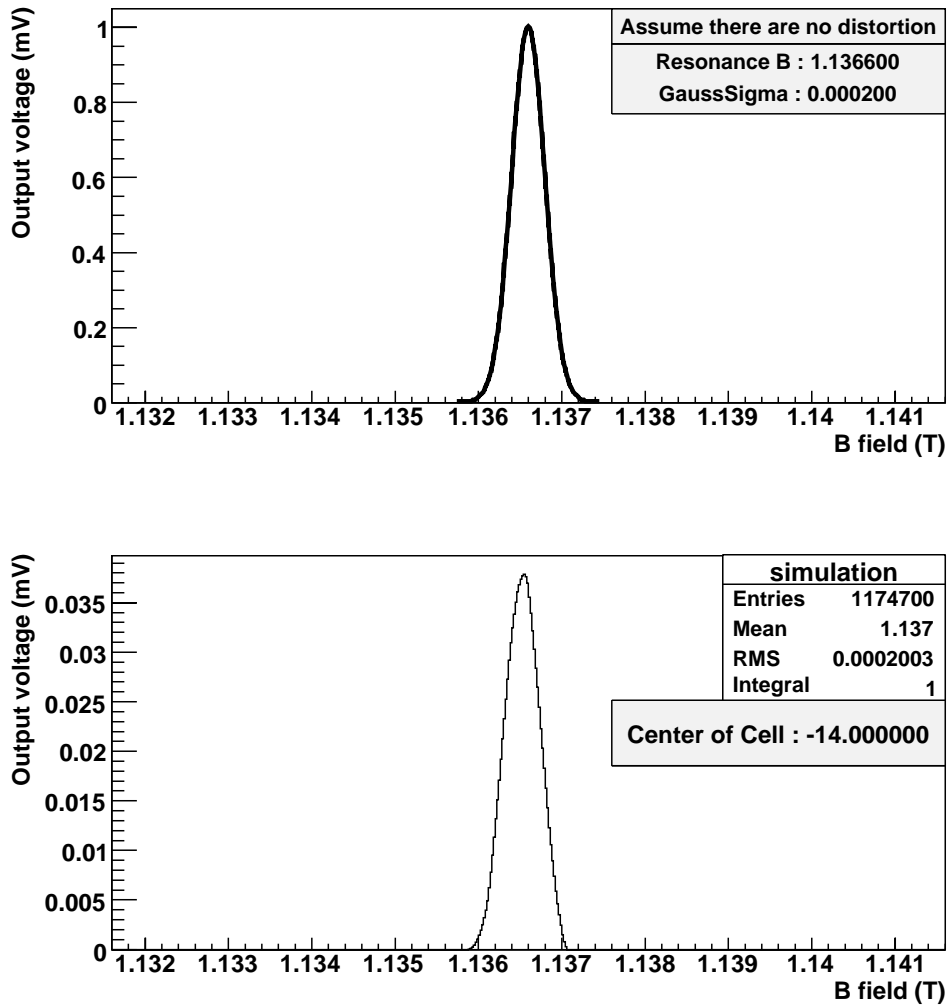 Output voltage (mV)
1
0.8
0.6
0.4
0.2
0
Assume there are no distortion
Resonance B : 1.136600
GaussSigma : 0.000200
1.132 1.133 1.134 1.135 1.136 1.137 1.138 1.139 1.14 1.141
B field (T)
Output voltage (mV)
0.035
0.03
0.025
0.02
0.015
0.01
0.005
0
simulation
Entries 1174700
Mean 1.137
RMS 0.0002003
Integral 1
Center of Cell : -14.000000
1.132 1.133 1.134 1.135 1.136 1.137 1.138 1.139 1.14 1.141
B field (T)